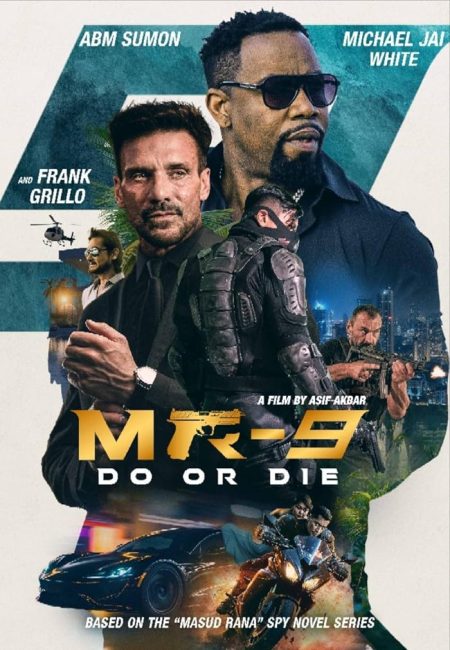 ABM SUMON
MICHAEL JAI
WHITE
AND FRANK
GRILLO
A FILM BY ASIF AKBAR
MR-9
DO OR DIE
BASED ON THE "MASUD RANA" SPY NOVEL SERIES